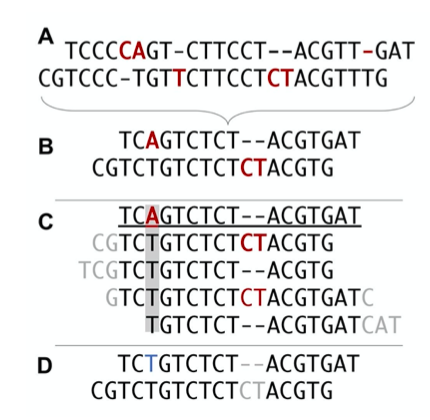 A TCCCCAGT-CTTCCT--ACGTT-GAT
CGTCCC-TGTTCTTCCTCTACGTTTG
B TCAGTCTCT--ACGTGAT
CGTCTGTCTCTCTACGTG
C TCAGTCTCT--ACGTGAT
CGTCTGTCTCTCTACGTG
TCGTCTGTCTCT--ACGTG
GTCTGTCTCTCTACGTGATC
TGTCTCT--ACGTGATCAT
D TCTGTCTCT--ACGTGAT
CGTCTGTCTCTCTACGTG